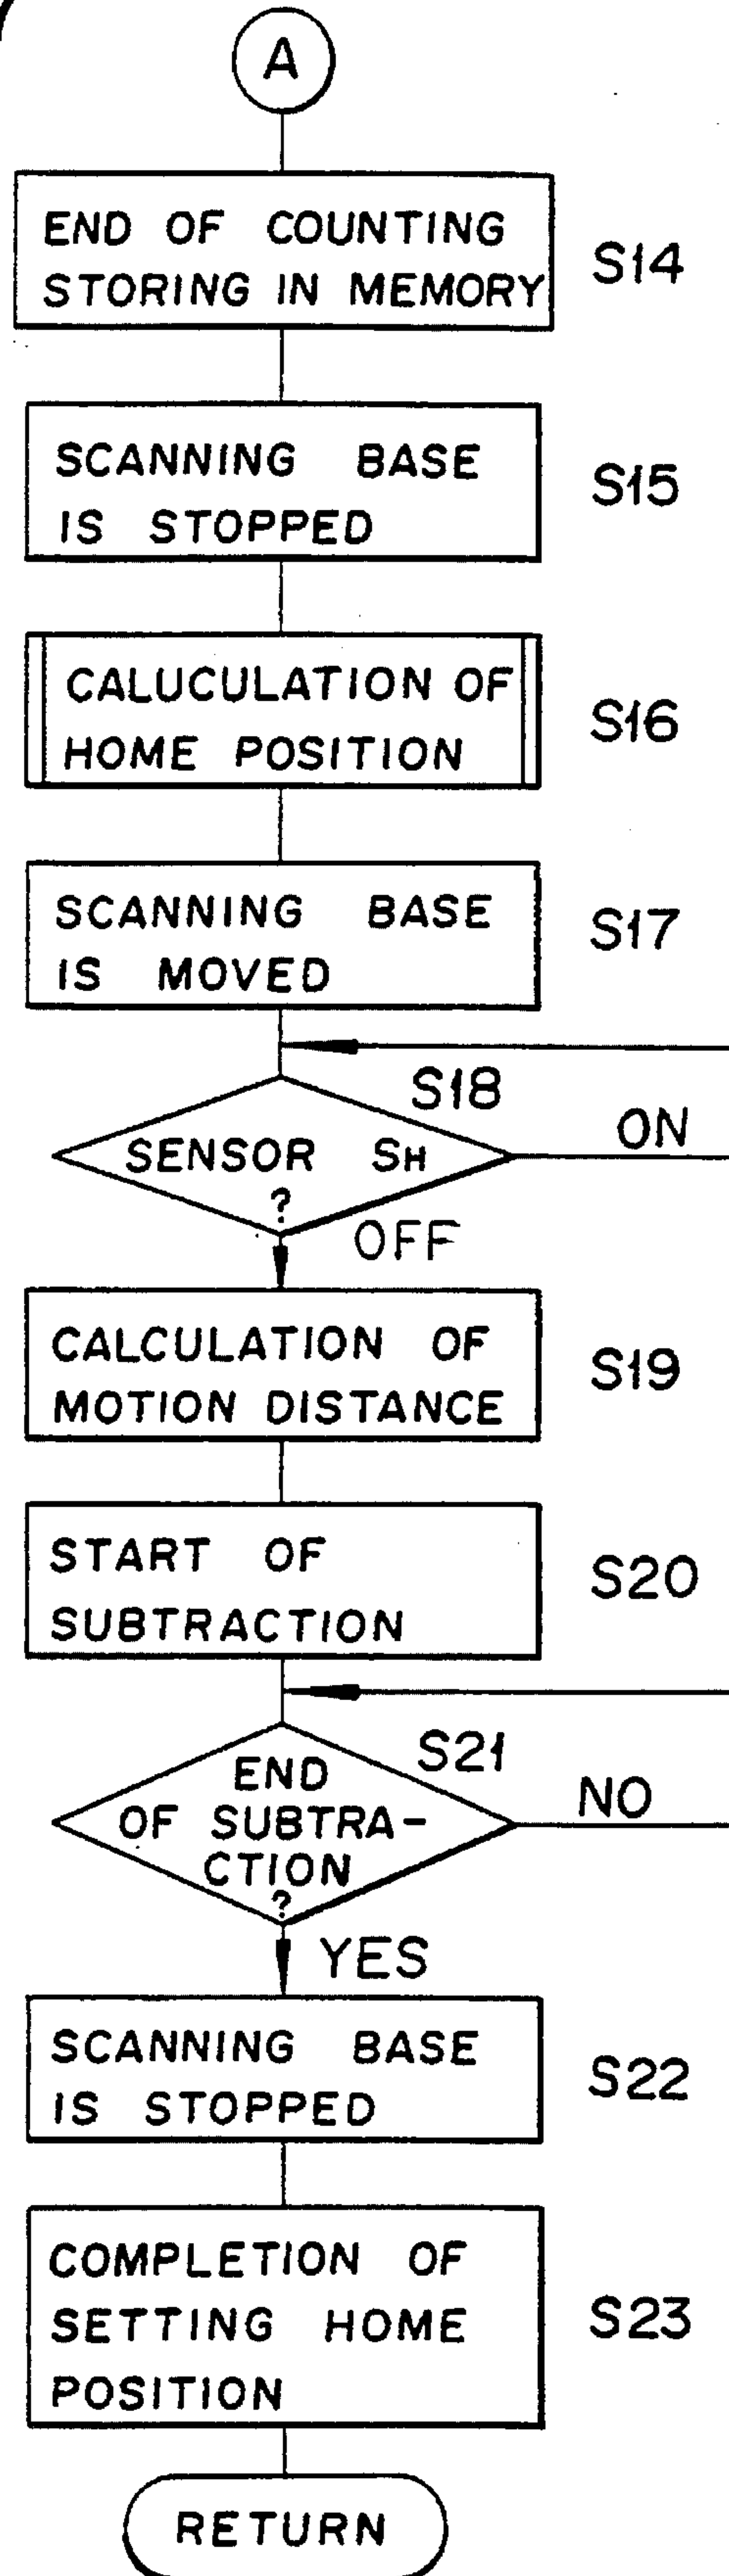 A
END OF COUNTING
STORING IN MEMORY
S14
SCANNING BASE
IS STOPPED
S15
CALUCULATION OF
HOME POSITION
S16
SCANNING BASE
IS MOVED
S17
S18
SENSOR SH
?
ON
OFF
CALCULATION OF
MOTION DISTANCE
S19
START OF
SUBTRACTION
S20
S21
END
OF SUBTRA-
CTION
?
NO
YES
SCANNING BASE
IS STOPPED
S22
COMPLETION OF
SETTING HOME
POSITION
S23
RETURN